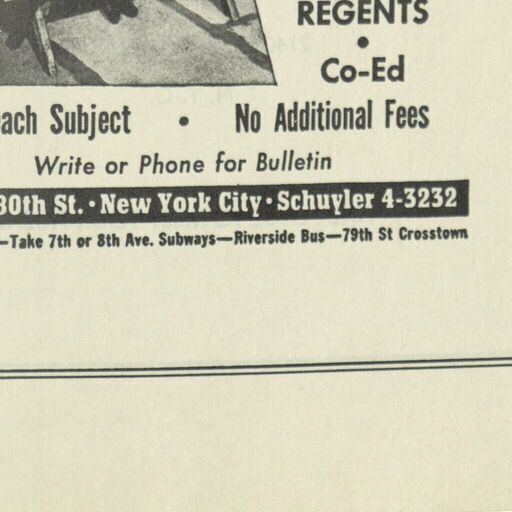 REGENTS
•
Co-Ed
ach Subject • No Additional Fees
Write or Phone for Bulletin
30th St. • New York City • Schuyler 4-3232
—Take 7th or 8th Ave. Subways—Riverside Bus—79th St Crosstown